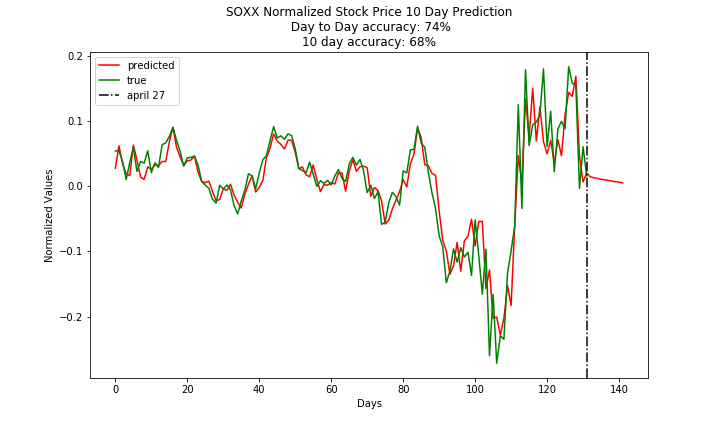 SOXX Normalized Stock Price 10 Day Prediction
Day to Day accuracy: 74%
10 day accuracy: 68%
predicted
true
april 27
Normalized Values
0.2
0.1
0.0
−0.1
−0.2
0 20 40 60 80 100 120 140
Days